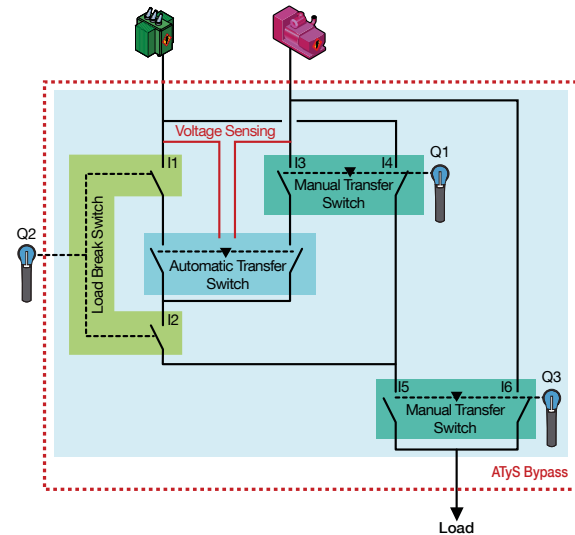 Voltage Sensing
I1
I3
I4
Q1
Manual Transfer
Switch
Q2
Load Break Switch
Automatic Transfer
Switch
I2
I5
I6
Q3
Manual Transfer
Switch
ATyS Bypass
Load